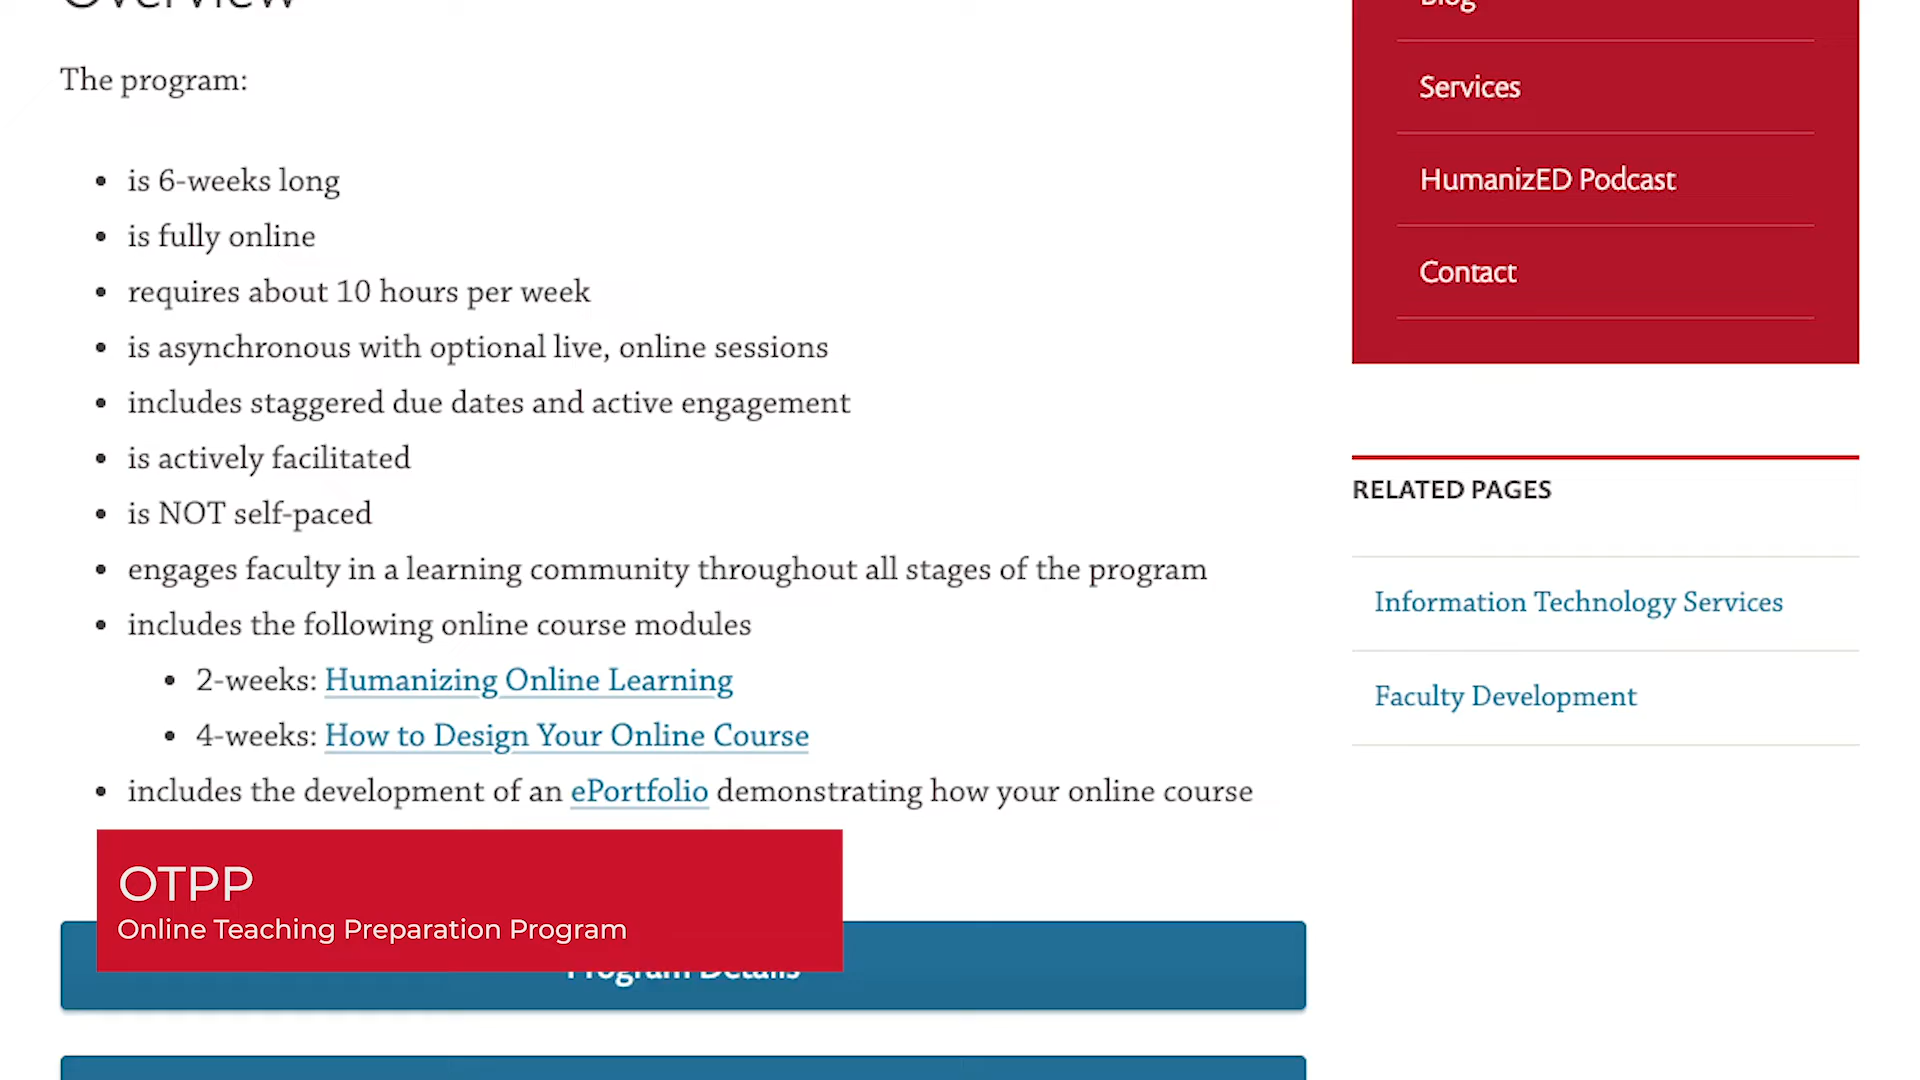 Overview
The program:
is 6-weeks long
is fully online
requires about 10 hours per week
is asynchronous with optional live, online sessions
includes staggered due dates and active engagement
is actively facilitated
is NOT self-paced
engages faculty in a learning community throughout all stages of the program
includes the following online course modules
2-weeks: Humanizing Online Learning
4-weeks: How to Design Your Online Course
includes the development of an ePortfolio demonstrating how your online course
OTPP
Online Teaching Preparation Program
Program Details
Blog
Services
HumanizED Podcast
Contact
RELATED PAGES
Information Technology Services
Faculty Development